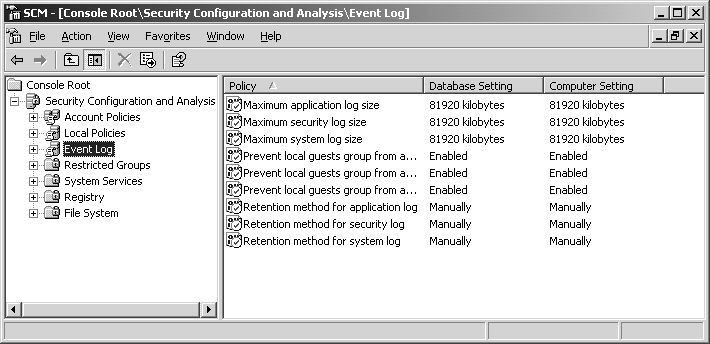 SCM - [Console Root\Security Configuration and Analysis\Event Log]
File Action View Favorites Window Help
Console Root
Security Configuration and Analysis
Account Policies
Local Policies
Event Log
Restricted Groups
System Services
Registry
File System
Policy Database Setting Computer Setting
Maximum application log size 81920 kilobytes 81920 kilobytes
Maximum security log size 81920 kilobytes 81920 kilobytes
Maximum system log size 81920 kilobytes 81920 kilobytes
Prevent local guests group from a... Enabled Enabled
Prevent local guests group from a... Enabled Enabled
Prevent local guests group from a... Enabled Enabled
Retention method for application log Manually Manually
Retention method for security log Manually Manually
Retention method for system log Manually Manually